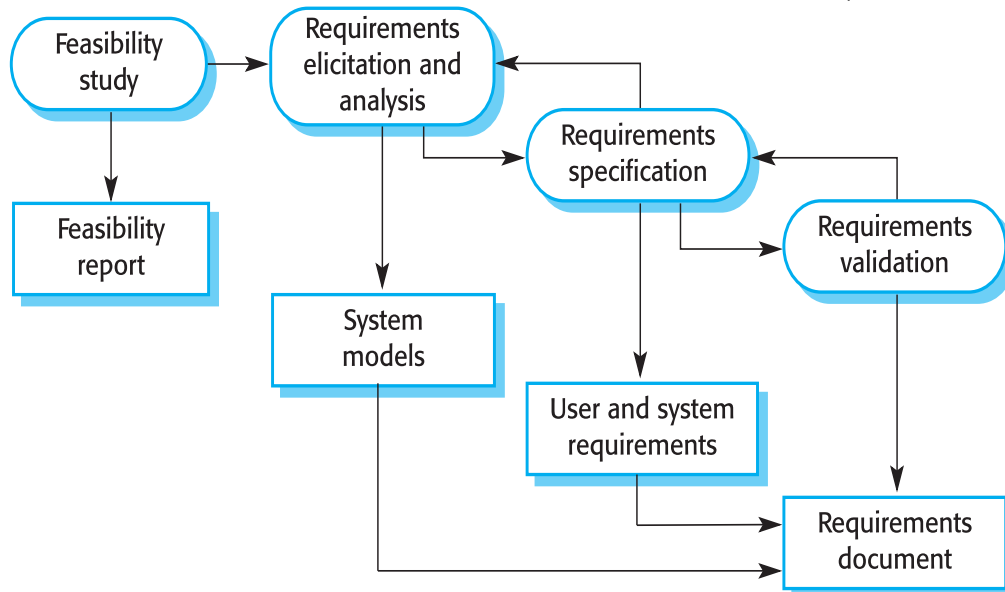 Feasibility
study
Requirements
elicitation and
analysis
Requirements
specification
Requirements
validation
Feasibility
report
System
models
User and system
requirements
Requirements
document